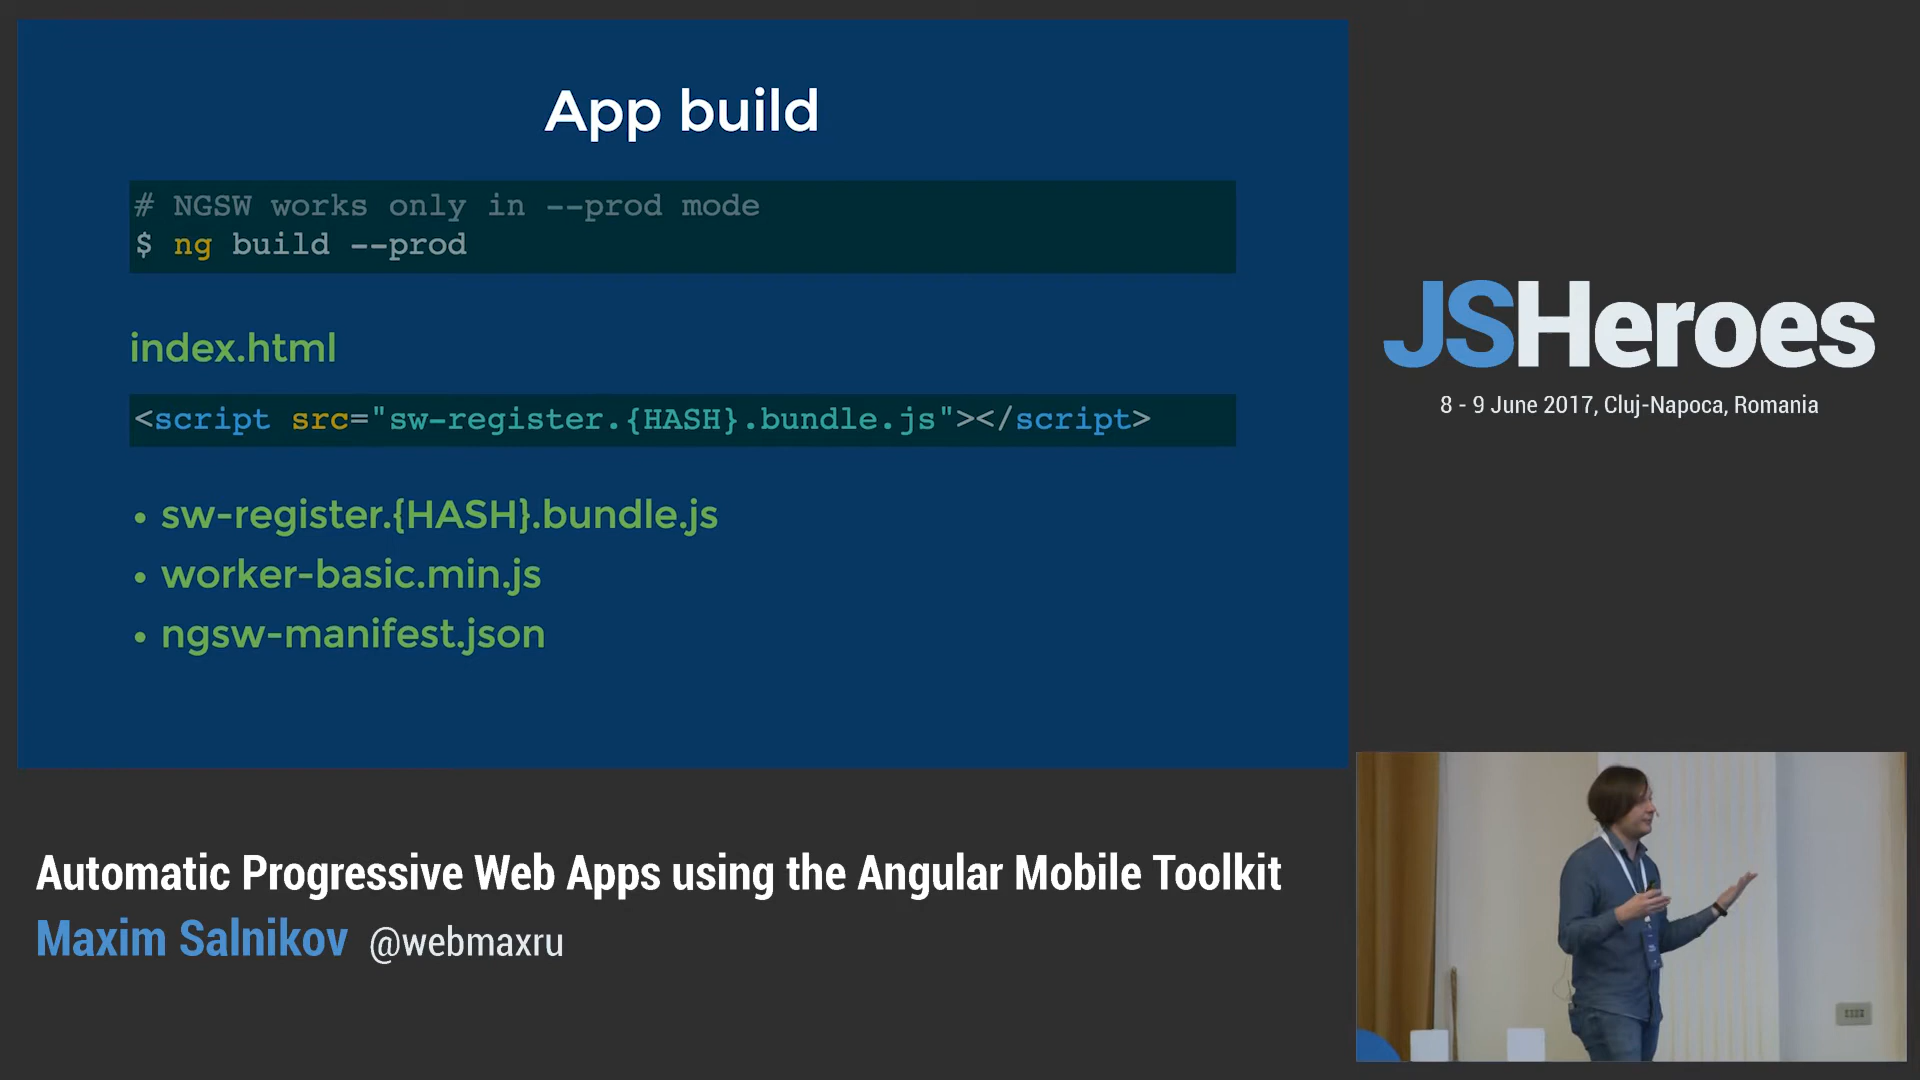 App build
# NGSW works only in --prod mode
$ ng build --prod
index.html
<script src="sw-register.{HASH}.bundle.js"></script>
• sw-register.{HASH}.bundle.js
• worker-basic.min.js
• ngsw-manifest.json
JSHeroes
8 - 9 June 2017, Cluj-Napoca, Romania
Automatic Progressive Web Apps using the Angular Mobile Toolkit
Maxim Salnikov @webmaxru